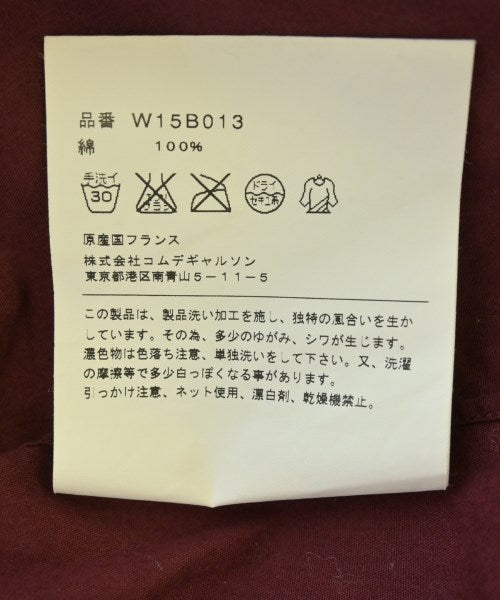 品番 W15B013
綿 100%
手洗イ
30
エンソ
サラシ
ドライ
セキユ系
原産国フランス
株式会社コムデギャルソン
東京都港区南青山5-11-5
この製品は、製品洗い加工を施し、独特の風合いを生か
しています。その為、多少のゆがみ、シワが生じます。
濃色物は色落ち注意、単独洗いをして下さい。又、洗濯
の摩擦等で多少白っぽくなる事があります。
引っかけ注意、ネット使用、漂白剤、乾燥機禁止。